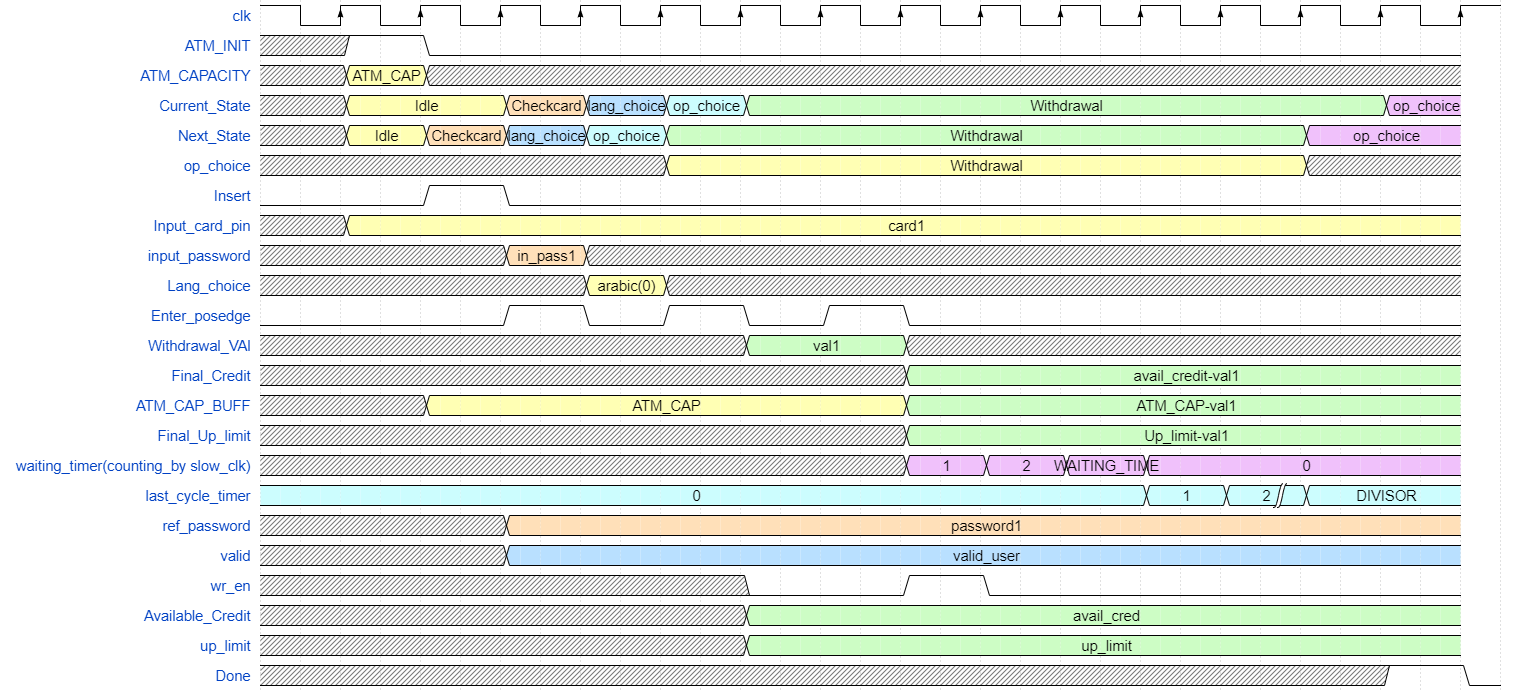 clk
ATM_INIT
ATM_CAPACITY ATM_CAP
Current_State Idle Checkcard lang_choice op_choice Withdrawal op_choice
Next_State Idle Checkcard lang_choice op_choice Withdrawal op_choice
op_choice Withdrawal
Insert
Input_card_pin card1
input_password in_pass1
Lang_choice arabic(0)
Enter_posedge
Withdrawal_VAl val1
Final_Credit avail_credit-val1
ATM_CAP_BUFF ATM_CAP ATM_CAP-val1
Final_Up_limit Up_limit-val1
waiting_timer(counting_by slow_clk) 1 2 WAITING_TIME 0
last_cycle_timer 0 1 2 DIVISOR
ref_password password1
valid valid_user
wr_en
Available_Credit avail_cred
up_limit up_limit
Done